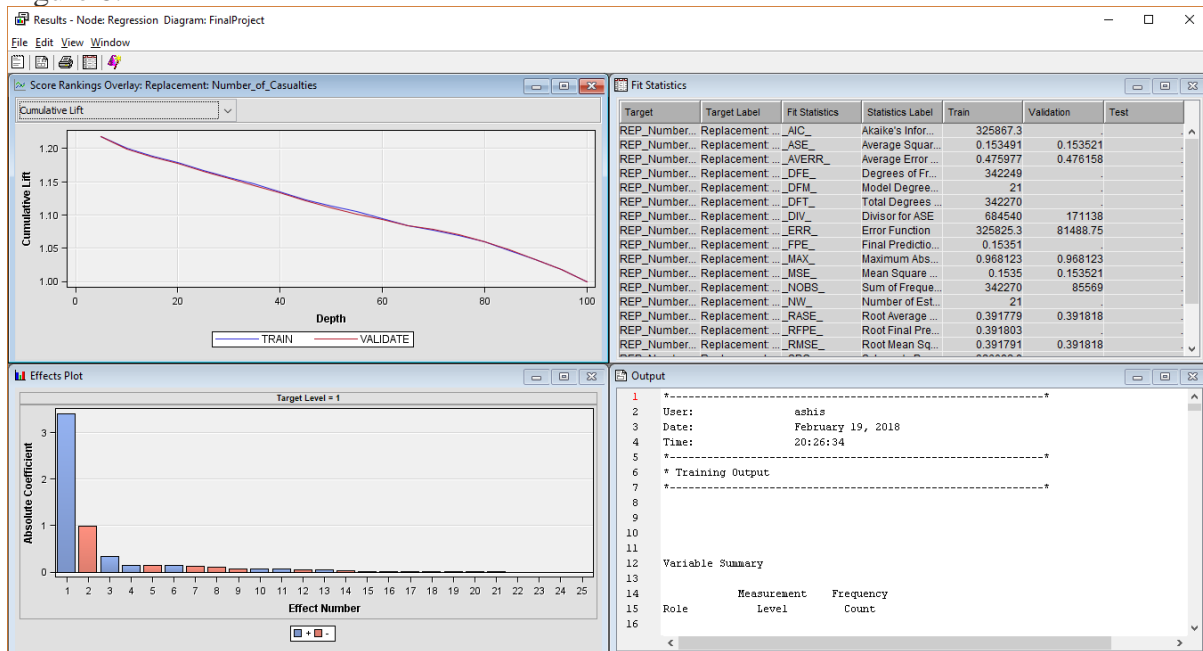 Results - Node: Regression Diagram: FinalProject
File Edit View Window
Score Rankings Overlay: Replacement: Number_of_Casualties
Cumulative Lift
1.20
1.15
1.10
1.05
1.00
Cumulative Lift
0 20 40 60 80 100
Depth
TRAIN VALIDATE
Fit Statistics
Target Target Label Fit Statistics Statistics Label Train Validation Test
REP_Number... Replacement: ... _AIC_ Akaike's Infor... 325867.3 . .
REP_Number... Replacement: ... _ASE_ Average Squar... 0.153491 0.153521 .
REP_Number... Replacement: ... _AVERR_ Average Error ... 0.475977 0.476158 .
REP_Number... Replacement: ... _DFE_ Degrees of Fr... 342249 . .
REP_Number... Replacement: ... _DFM_ Model Degree... 21 . .
REP_Number... Replacement: ... _DFT_ Total Degrees ... 342270 . .
REP_Number... Replacement: ... _DIV_ Divisor for ASE 684540 171138 .
REP_Number... Replacement: ... _ERR_ Error Function 325825.3 81488.75 .
REP_Number... Replacement: ... _FPE_ Final Predictio... 0.15351 . .
REP_Number... Replacement: ... _MAX_ Maximum Abs... 0.968123 0.968123 .
REP_Number... Replacement: ... _MSE_ Mean Square ... 0.1535 0.153521 .
REP_Number... Replacement: ... _NOBS_ Sum of Freque... 342270 85569 .
REP_Number... Replacement: ... _NW_ Number of Est... 21 . .
REP_Number... Replacement: ... _RASE_ Root Average ... 0.391779 0.391818 .
REP_Number... Replacement: ... _RFPE_ Root Final Pre... 0.391803 . .
REP_Number... Replacement: ... _RMSE_ Root Mean Sq... 0.391791 0.391818 .
Effects Plot
Target Level = 1
3
2
1
0
Absolute Coefficient
1 2 3 4 5 6 7 8 9 10 11 12 13 14 15 16 17 18 19 20 21 22 23 24 25
Effect Number
+ -
Output
1 *------------------------------------------------------------*
2 User: ashis
3 Date: February 19, 2018
4 Time: 20:26:34
5 *------------------------------------------------------------*
6 * Training Output
7 *------------------------------------------------------------*
8
9
10
11
12 Variable Summary
13
14 Measurement Frequency
15 Role Level Count
16